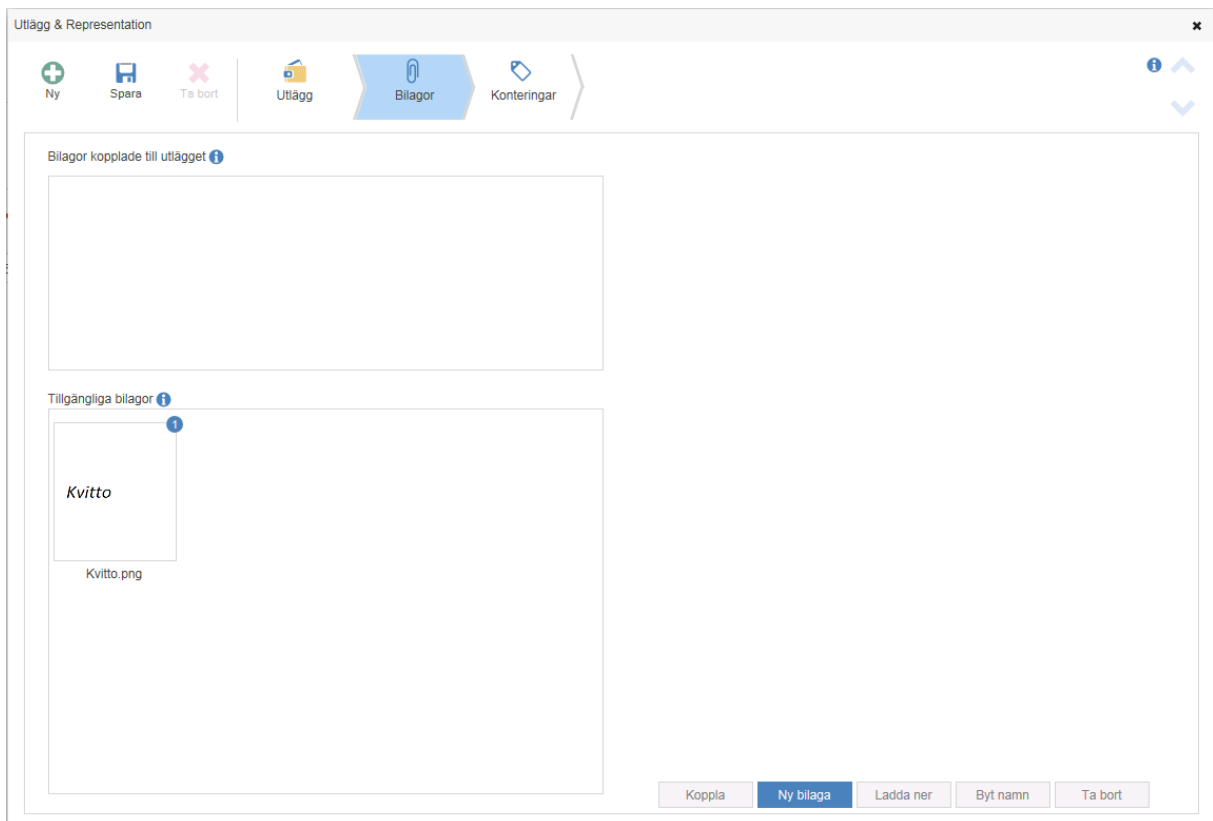 Utlägg & Representation
Ny Spara Ta bort Utlägg Bilagor Konteringar
Bilagor kopplade till utlägget
Tillgängliga bilagor
1
Kvitto
Kvitto.png
Koppla Ny bilaga Ladda ner Byt namn Ta bort